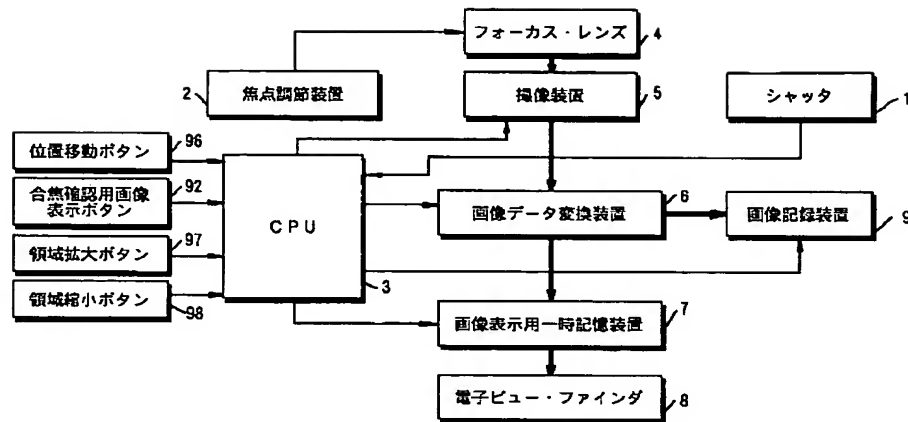 フォーカス・レンズ
4
2
焦点調節装置
撮像装置
5
シャッタ
1
位置移動ボタン
96
合焦確認用画像
表示ボタン
92
CPU
3
画像データ変換装置
6
画像記録装置
9
領域拡大ボタン
97
領域縮小ボタン
98
画像表示用一時記憶装置
7
電子ビュー・ファインダ
8